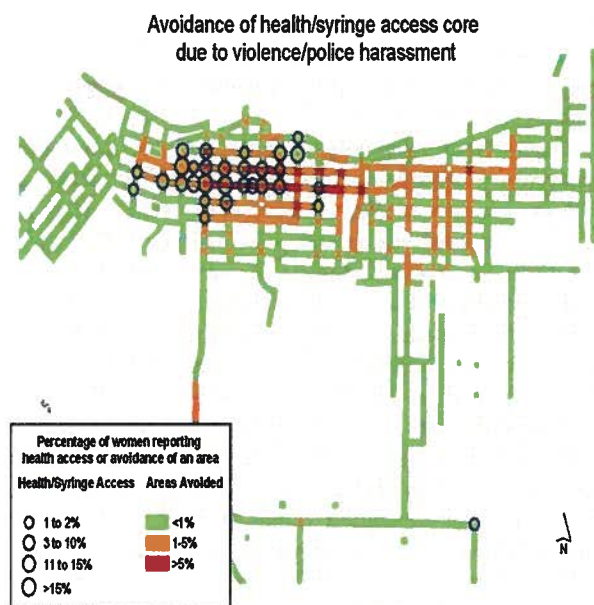 Avoidance of health/syringe access core
due to violence/police harassment
Percentage of women reporting
health access or avoidance of an area
Health/Syringe Access Areas Avoided
1 to 2% <1%
3 to 10% 1-5%
11 to 15% >5%
>15%
N